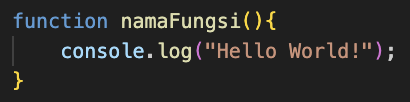 function namaFungsi(){
    console.log("Hello World!");
}